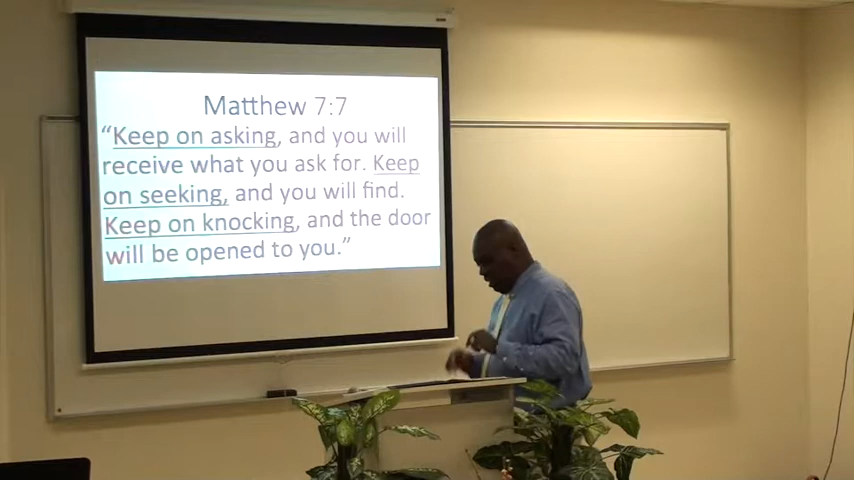 Matthew 7:7
“Keep on asking, and you will
receive what you ask for. Keep
on seeking, and you will find.
Keep on knocking, and the door
will be opened to you.”